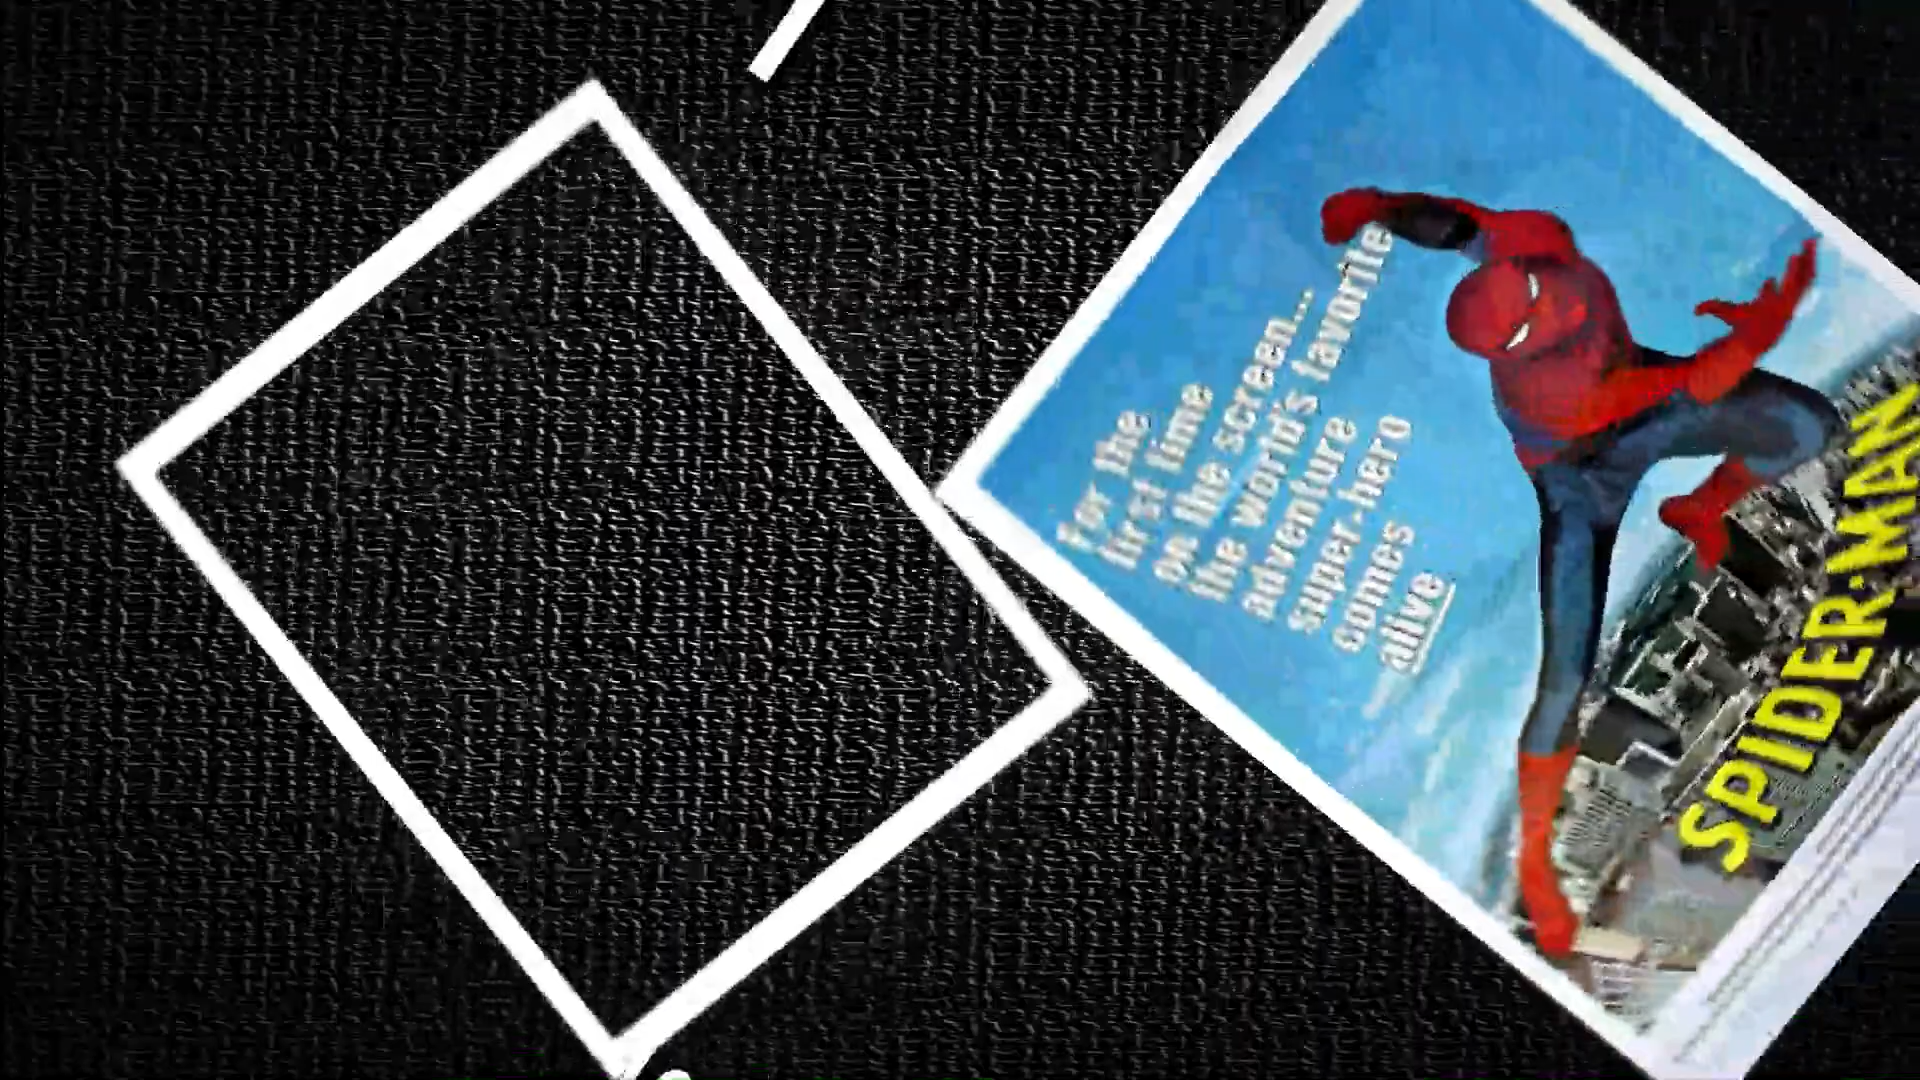 For the
first time
on the screen...
the world's favorite
adventure
super-hero
comes
alive
SPIDER-MAN